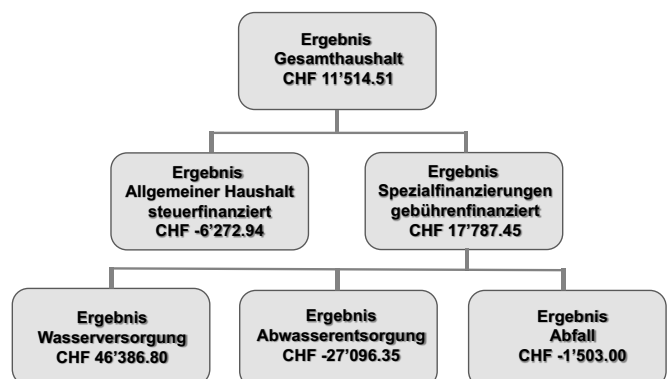 Ergebnis
Gesamthaushalt
CHF 11’514.51
Ergebnis
Allgemeiner Haushalt
steuerfinanziert
CHF -6’272.94
Ergebnis
Spezialfinanzierungen
gebührenfinanziert
CHF 17’787.45
Ergebnis
Wasserversorgung
CHF 46’386.80
Ergebnis
Abwasserentsorgung
CHF -27’096.35
Ergebnis
Abfall
CHF -1’503.00